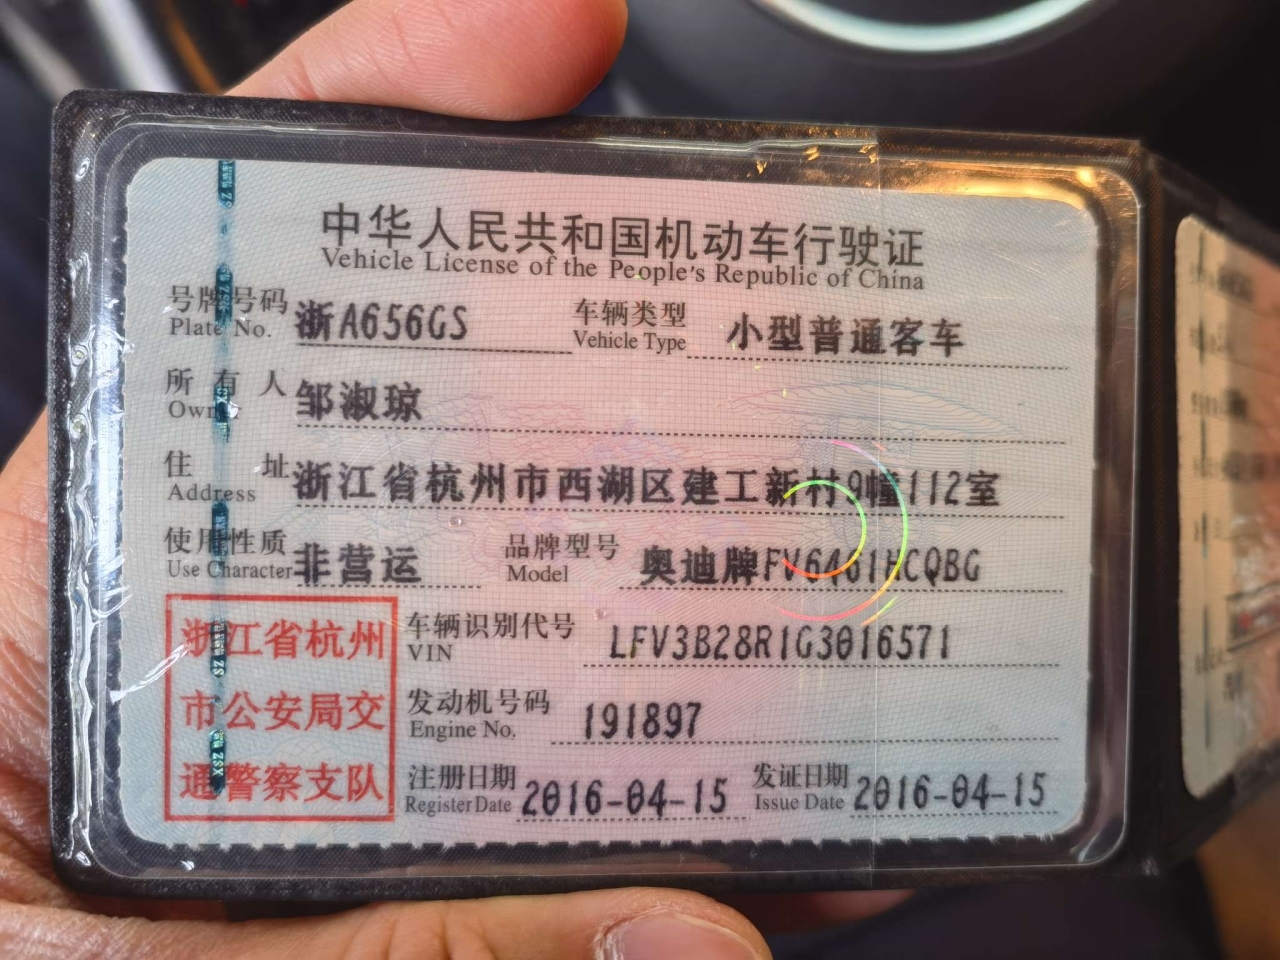 中华人民共和国机动车行驶证
Vehicle License of the People's Republic of China
号牌号码 浙A656GS 车辆类型 小型普通客车
Plate No. Vehicle Type
所有人 邹淑琼
Owner
住址 浙江省杭州市西湖区建工新村9幢112室
Address
使用性质 非营运 品牌型号 奥迪牌FV6461HCQBG
Use Character Model
浙江省杭州
市公安局交
通警察支队
车辆识别代号 LFV3B28R1G3016571
VIN
发动机号码 191897
Engine No.
注册日期 2016-04-15 发证日期 2016-04-15
Register Date Issue Date